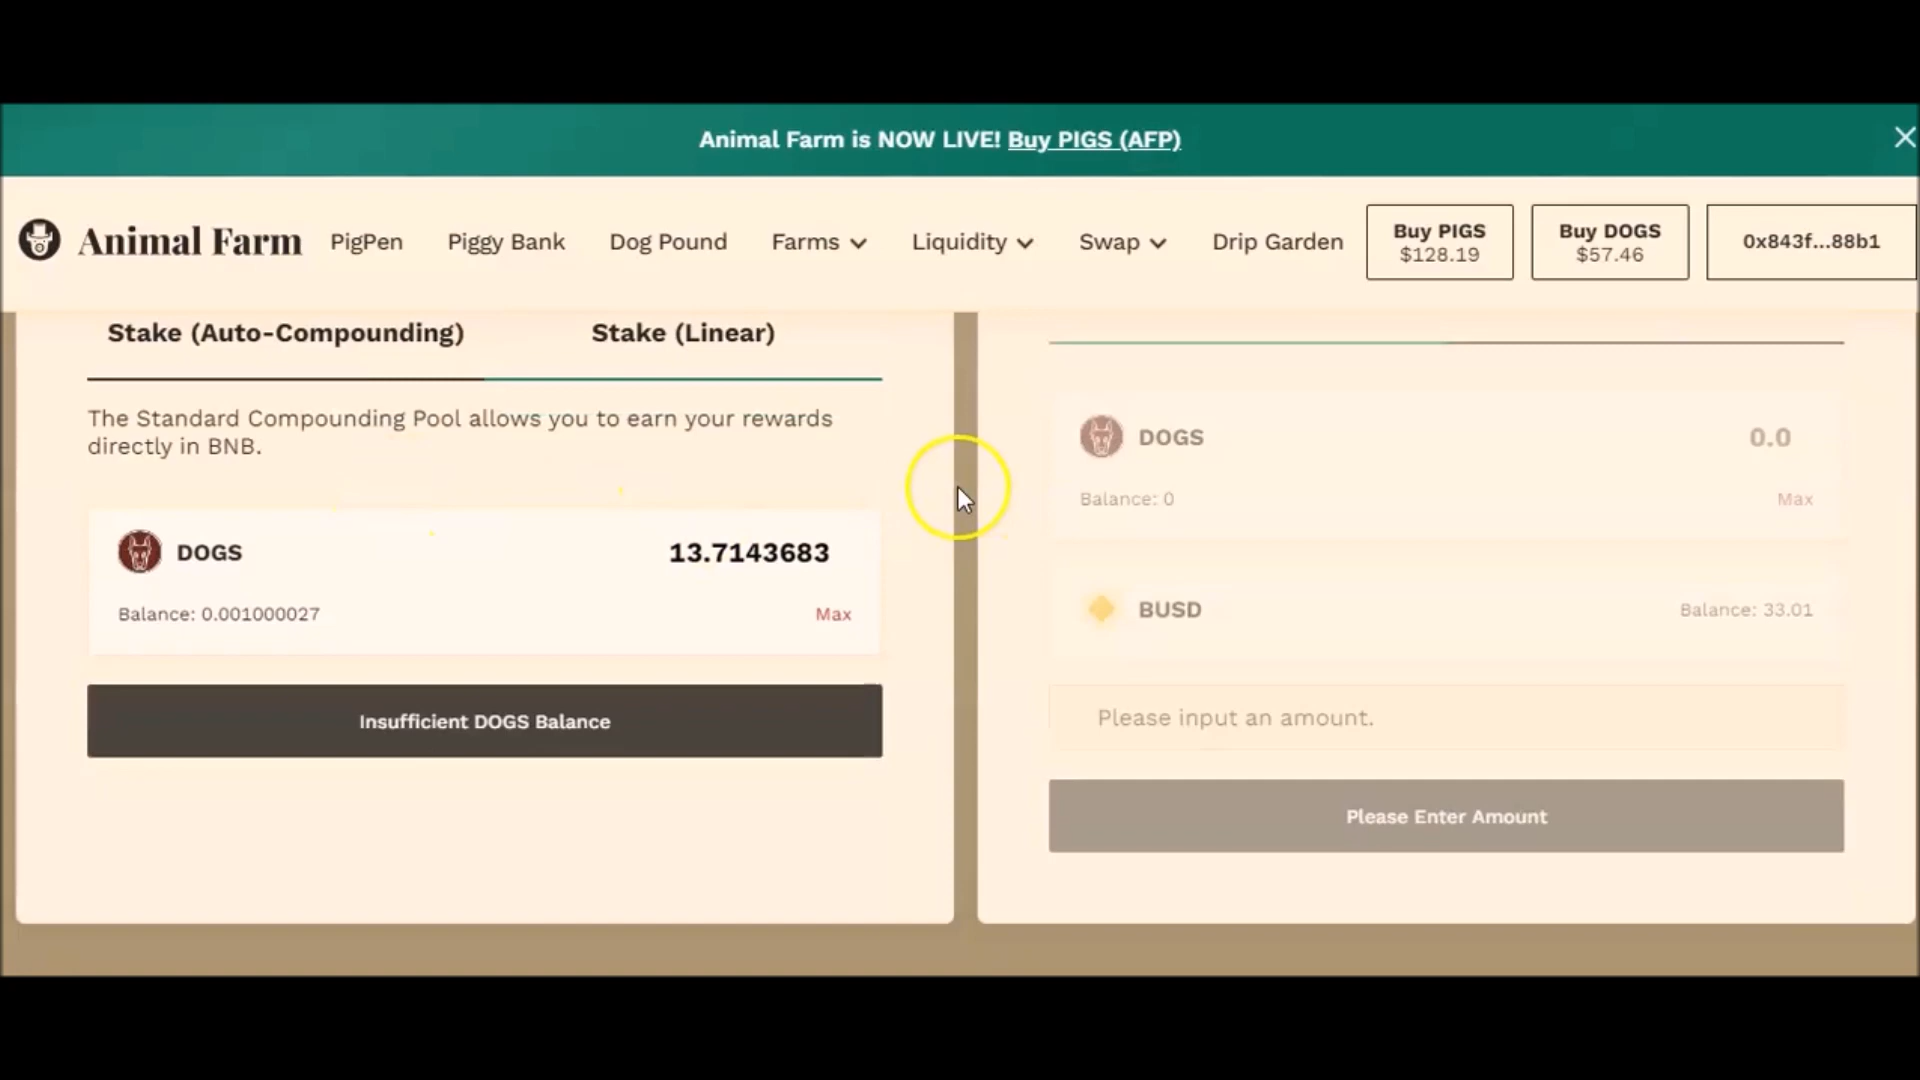 Animal Farm is NOW LIVE! Buy PIGS (AFP)
Animal Farm PigPen Piggy Bank Dog Pound Farms Liquidity Swap Drip Garden
Buy PIGS
$128.19
Buy DOGS
$57.46
0x843f...88b1
Stake (Auto-Compounding) Stake (Linear)
The Standard Compounding Pool allows you to earn your rewards
directly in BNB.
DOGS 13.7143683
Balance: 0.001000027 Max
Insufficient DOGS Balance
DOGS 0.0
Balance: 0 Max
BUSD Balance: 33.01
Please input an amount.
Please Enter Amount